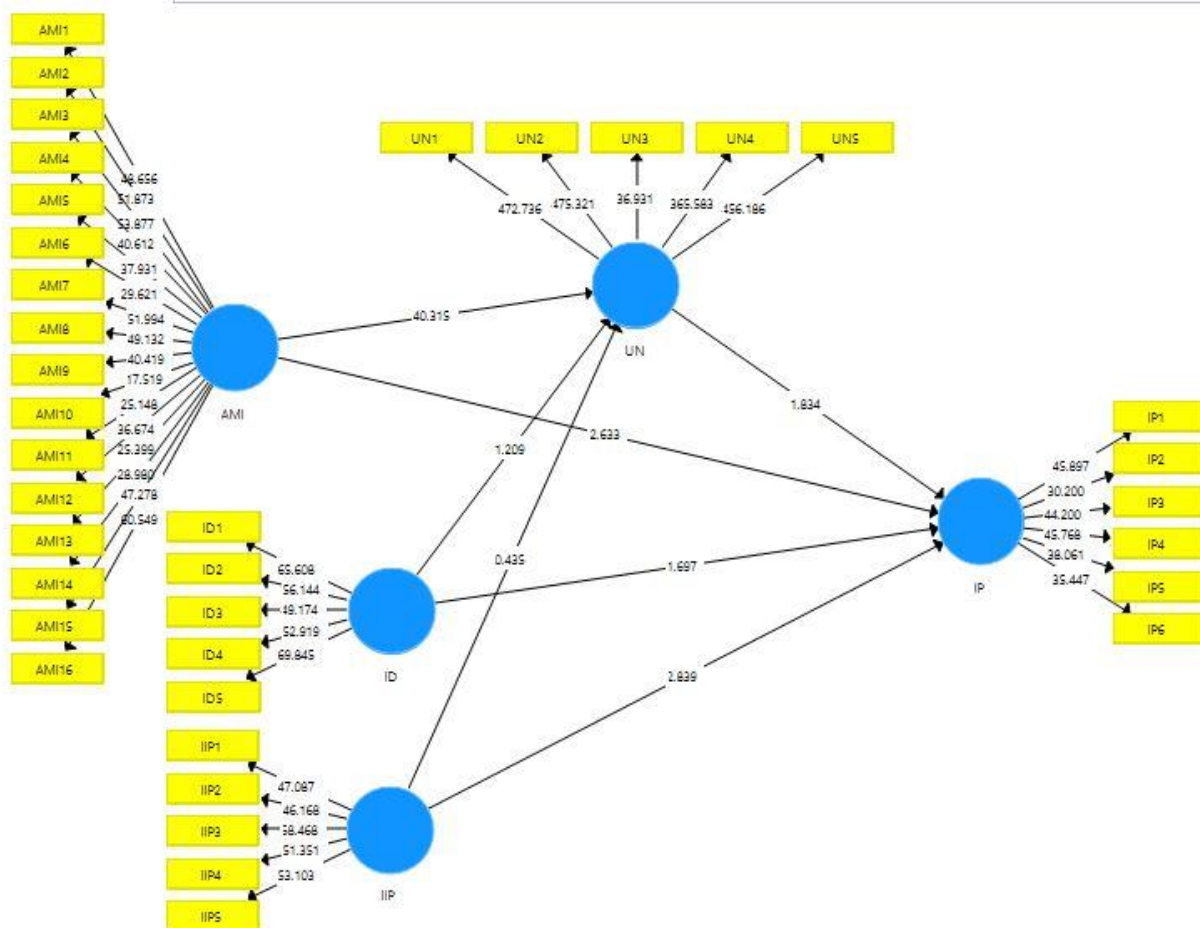 AMI1
AMI2
AMI3
AMI4
AMI5
AMI6
AMI7
AMI8
AMI9
AMI10
AMI11
AMI12
AMI13
AMI14
AMI15
AMI16
51.873
53.877
40.612
37.931
29.621
51.994
49.132
40.419
17.519
25.148
36.674
25.399
28.980
47.278
60.549
AMI
UN1 UN2 UN3 UN4 UN5
472.736 475.321 36.931 365.583 456.186
UN
40.315
2.633
1.209
0.435
1.834
1.697
2.839
ID1
ID2
ID3
ID4
ID5
65.608
56.144
49.174
52.919
69.845
ID
IIP1
IIP2
IIP3
IIP4
IIP5
47.087
46.168
51.351
53.103
IIP
IP1
IP2
IP3
IP4
IP5
IP6
45.897
30.200
44.200
45.768
35.447
IP